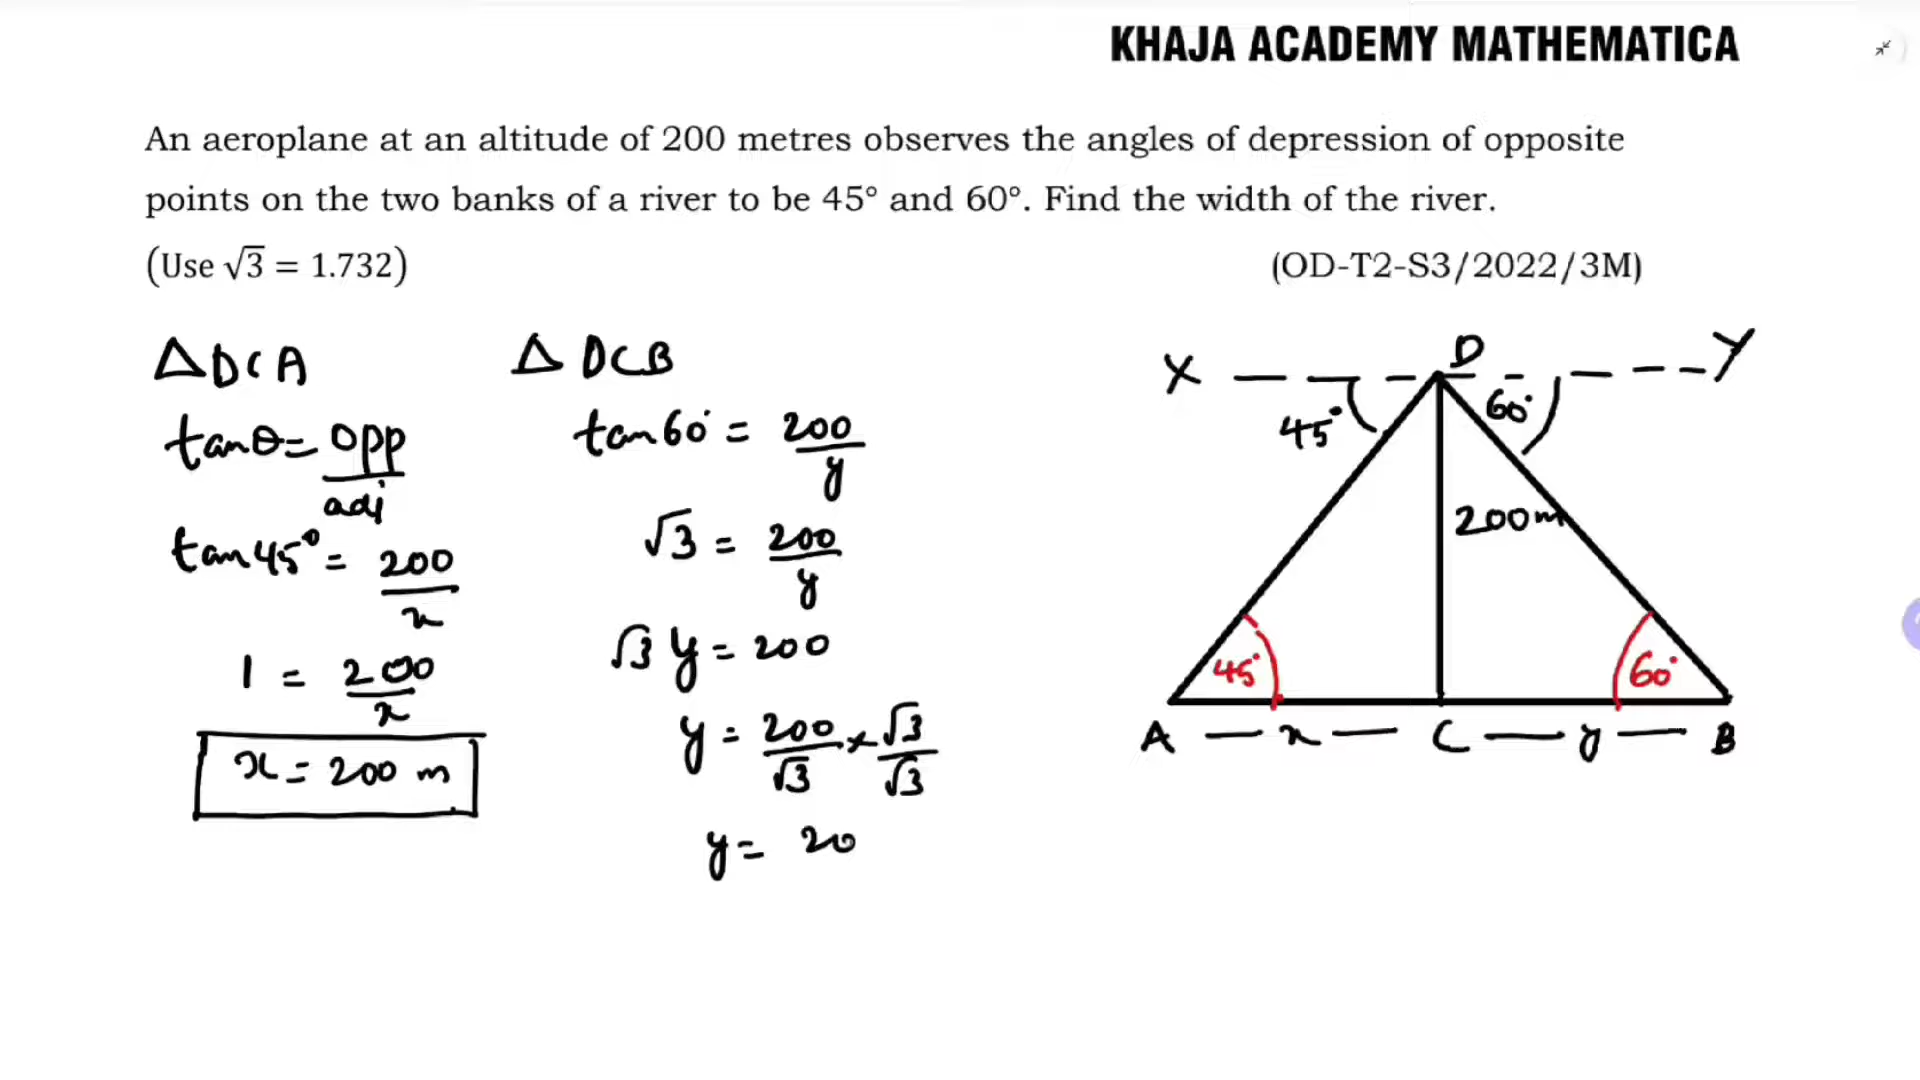 KHAJA ACADEMY MATHEMATICA
An aeroplane at an altitude of 200 metres observes the angles of depression of opposite
points on the two banks of a river to be 45° and 60°. Find the width of the river.
(Use √3 = 1.732) (OD-T2-S3/2022/3M)
△DCA
tanθ = opp/adj
tan45° = 200/x
1 = 200/x
x = 200 m
△ DCB
tan60° = 200/y
√3 = 200/y
√3 y = 200
y = 200/√3 × √3/√3
y = 20
X D Y
45° 60°
200m
45° 60°
A x C y B